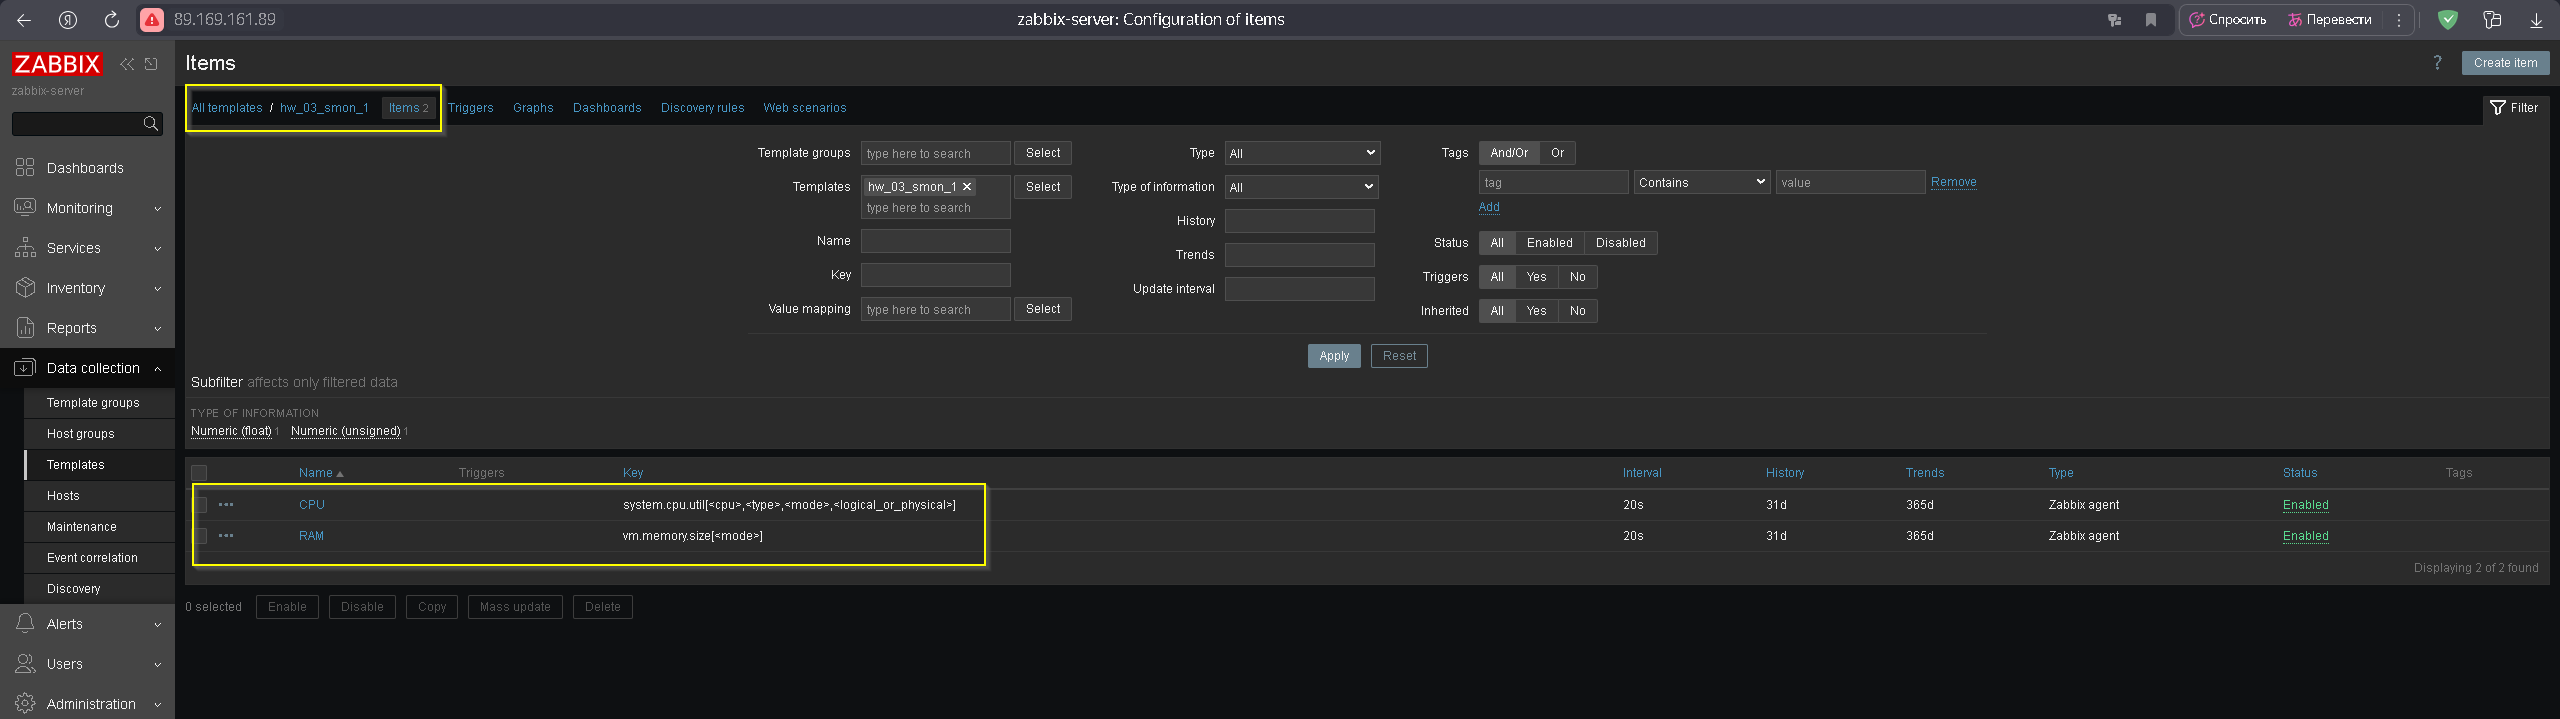 89.169.161.89
zabbix-server: Configuration of items
Спросить
Перевести
ZABBIX
zabbix-server
Dashboards
Monitoring
Services
Inventory
Reports
Data collection
Template groups
Host groups
Templates
Hosts
Maintenance
Event correlation
Discovery
Alerts
Users
Administration
Items
? Create item
All templates / hw_03_smon_1 Items 2 Triggers Graphs Dashboards Discovery rules Web scenarios
Filter
Template groups type here to search Select
Templates hw_03_smon_1 Select
type here to search
Name
Key
Value mapping type here to search Select
Type All
Type of information All
History
Trends
Update interval
Tags And/Or Or
tag Contains value Remove
Add
Status All Enabled Disabled
Triggers All Yes No
Inherited All Yes No
Apply Reset
Subfilter affects only filtered data
TYPE OF INFORMATION
Numeric (float) 1 Numeric (unsigned) 1
Name Triggers Key Interval History Trends Type Status Tags
CPU system.cpu.util[<cpu>,<type>,<mode>,<logical_or_physical>] 20s 31d 365d Zabbix agent Enabled
RAM vm.memory.size[<mode>] 20s 31d 365d Zabbix agent Enabled
Displaying 2 of 2 found
0 selected Enable Disable Copy Mass update Delete